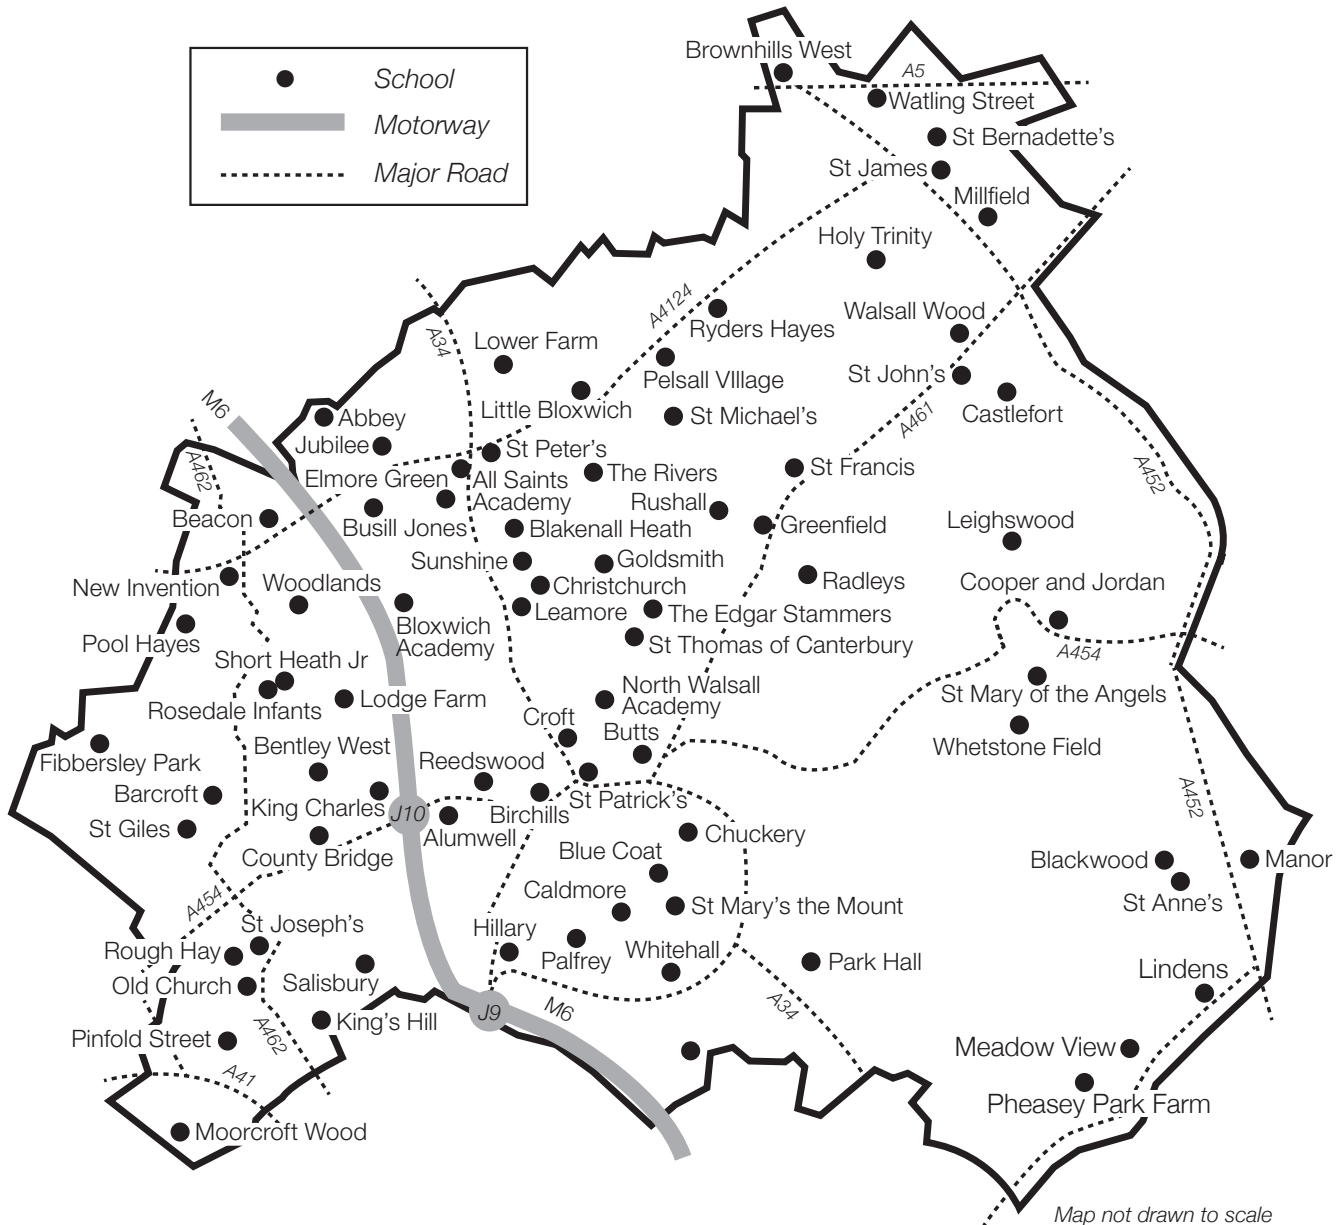 Brownhills West
School
A5
Watling Street
Motorway
St Bernadette's
Major Road
St James
Millfield
Holy Trinity
A4124
Walsall Wood
Ryders Hayes
A34
Lower Farm
Pelsall VIllage
St John's
Little Bloxwich
M6
Abbey
St Michael's
Castlefort
A461
Jubilee
St Peter's
A462
Elmore Green
All Saints
Academy
The Rivers
St Francis
A452
Rushall
Beacon
Busill Jones
Blakenall Heath
Greenfield
Leighswood
Sunshine
Goldsmith
New Invention
Woodlands
Christchurch
Radleys
Cooper and Jordan
Leamore
The Edgar Stammers
Bloxwich
Academy
Pool Hayes
St Thomas of Canterbury
A454
Short Heath Jr
North Walsall
Academy
St Mary of the Angels
Rosedale Infants
Lodge Farm
Croft
Butts
Whetstone Field
Bentley West
Fibbersley Park
Reedswood
Barcroft
King Charles
J10
Birchills
St Patrick's
A452
St Giles
Alumwell
Chuckery
County Bridge
Blue Coat
Blackwood
Manor
Caldmore
St Anne's
A454
St Mary's the Mount
St Joseph's
Hillary
Rough Hay
Palfrey
Whitehall
Park Hall
Lindens
Old Church
Salisbury
M6
A34
J9
King's Hill
A462
Pinfold Street
Meadow View
A41
Pheasey Park Farm
Moorcroft Wood
Map not drawn to scale